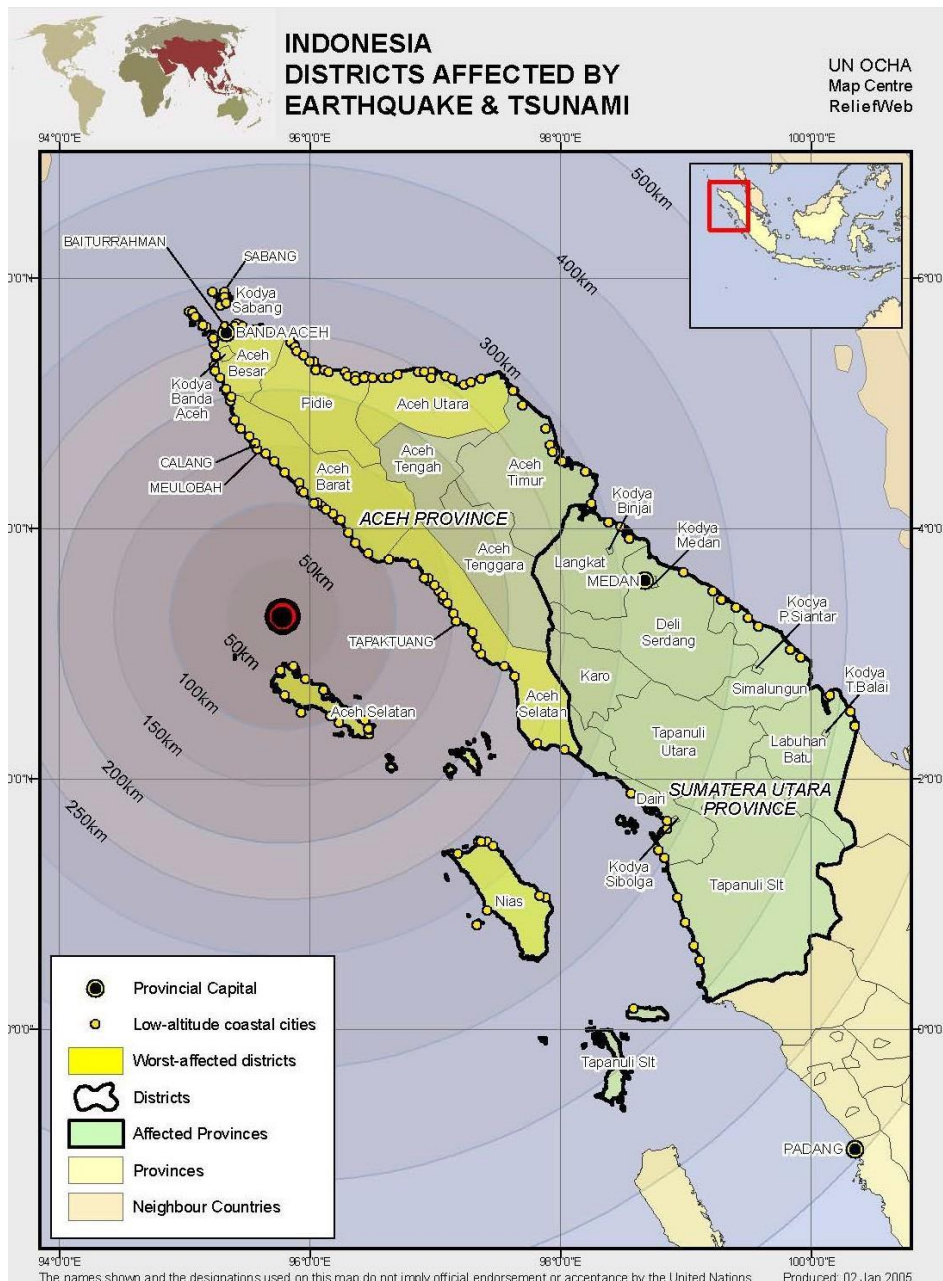 INDONESIA
DISTRICTS AFFECTED BY
EARTHQUAKE & TSUNAMI
UN OCHA
Map Centre
ReliefWeb
94°0'0"E
96°0'0"E
98°0'0"E
100°0'0"E
500km
400km
300km
BAITURRAHMAN
SABANG
Kodya
Sabang
BANDA ACEH
Aceh
Besar
Kodya
Banda
Aceh
Pidie
Aceh Utara
CALANG
MEULOBAH
Aceh
Barat
Aceh
Tengah
Aceh
Timur
ACEH PROVINCE
Aceh
Tenggara
Kodya
Binjai
Langkat
Kodya
Medan
MEDAN
Deli
Serdang
Kodya
P.Siantar
50km
50km
100km
150km
200km
250km
TAPAKTUANG
Karo
Simalungun
Kodya
T.Balai
Aceh Selatan
Aceh
Selatan
Tapanuli
Utara
Labuhan
Batu
Dairi
SUMATERA UTARA
PROVINCE
Kodya
Sibolga
Tapanuli Slt
Nias
Tapanuli Slt
PADANG
Provincial Capital
Low-altitude coastal cities
Worst-affected districts
Districts
Affected Provinces
Provinces
Neighbour Countries
94°0'0"E
96°0'0"E
98°0'0"E
100°0'0"E
The names shown and the designations used on this map do not imply official endorsement or acceptance by the United Nations.
Produced: 02 Jan 2005